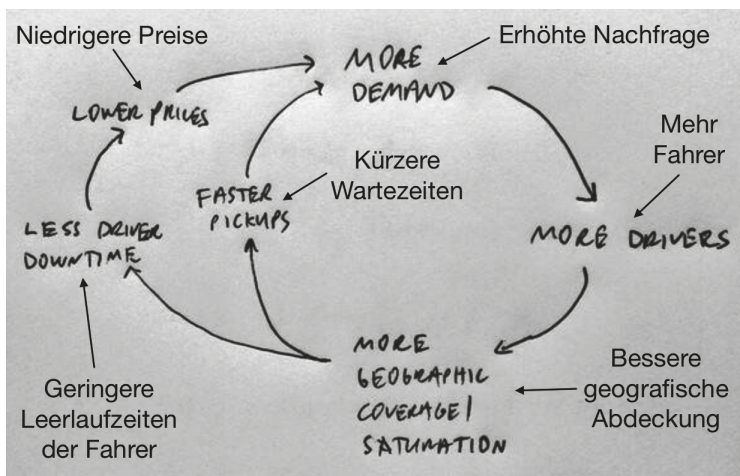 Niedrigere Preise
Erhöhte Nachfrage
MORE
DEMAND
LOWER PRICES
Mehr
Fahrer
Kürzere
Wartezeiten
FASTER
PICKUPS
LESS DRIVER
DOWNTIME
MORE DRIVERS
MORE
GEOGRAPHIC
COVERAGE/
SATURATION
Bessere
geografische
Abdeckung
Geringere
Leerlaufzeiten
der Fahrer